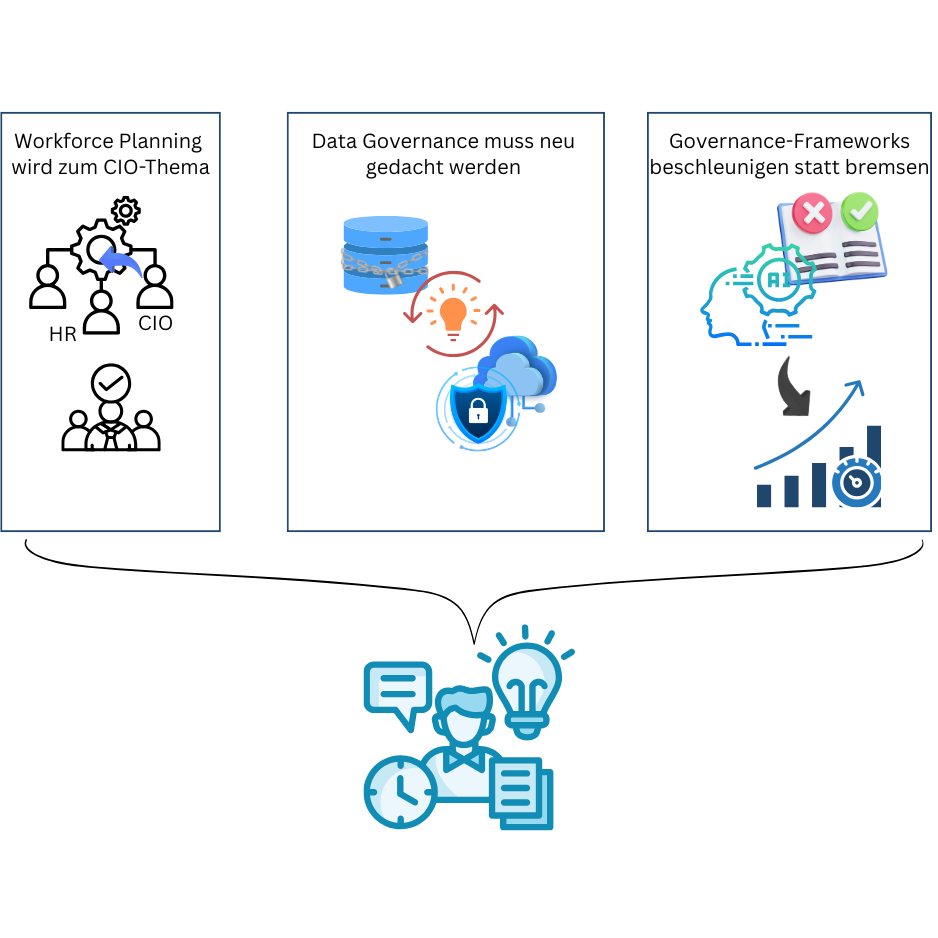 Workforce Planning
wird zum CIO-Thema
HR
CIO
Data Governance muss neu
gedacht werden
Governance-Frameworks
beschleunigen statt bremsen
AI